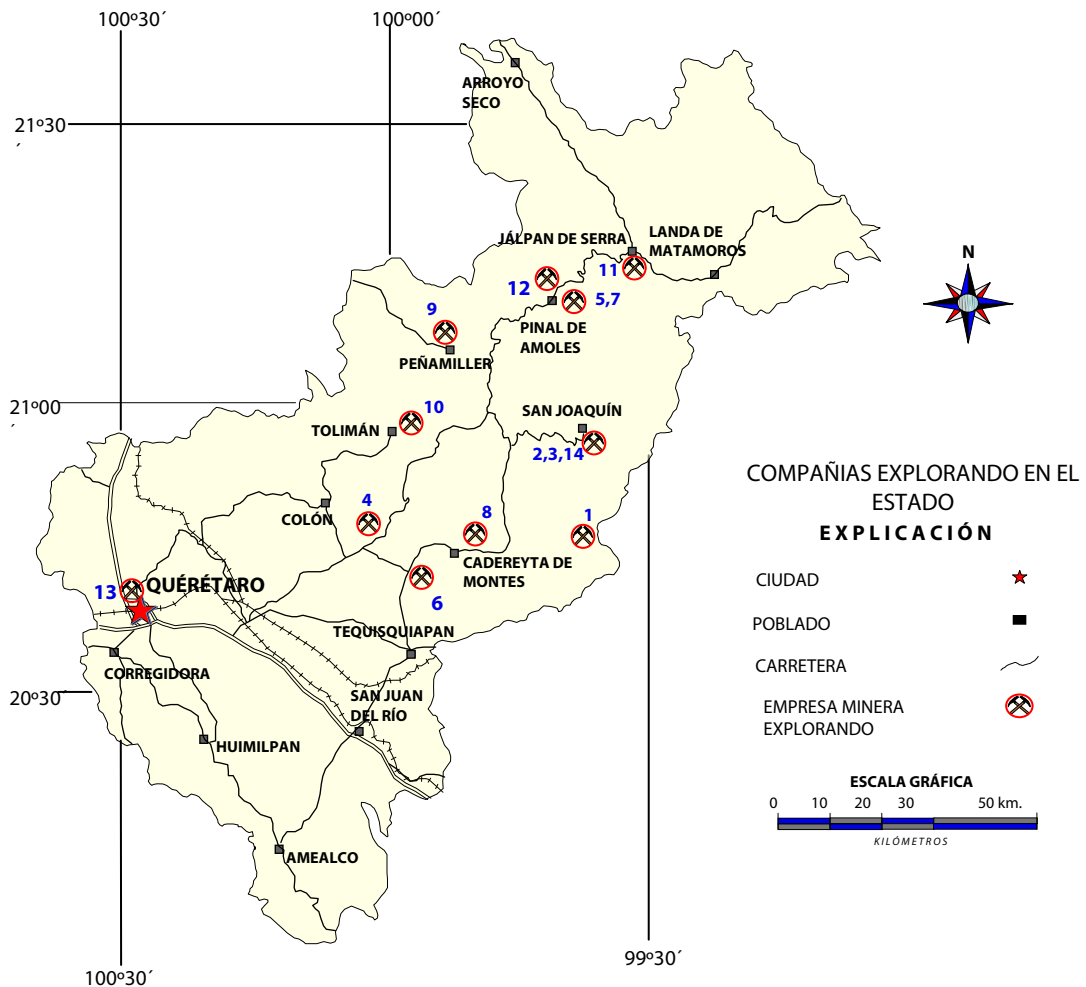 100º30´
100º00´
ARROYO
SECO
21º30
´
JÁLPAN DE SERRA
LANDA DE
MATAMOROS
N
11
12
5,7
9
PINAL DE
AMOLES
PEÑAMILLER
21º00
´
10
SAN JOAQUÍN
TOLIMÁN
2,3,14
COMPAÑIAS EXPLORANDO EN EL
ESTADO
EXPLICACIÓN
4
8
1
COLÓN
CADEREYTA DE
MONTES
CIUDAD
13
QUÉRÉTARO
6
POBLADO
TEQUISQUIAPAN
CARRETERA
CORREGIDORA
20º30´
SAN JUAN
DEL RÍO
EMPRESA MINERA
EXPLORANDO
HUIMILPAN
ESCALA GRÁFICA
0 10 20 30 50 km.
KILÓMETROS
AMEALCO
99º30´
100º30´